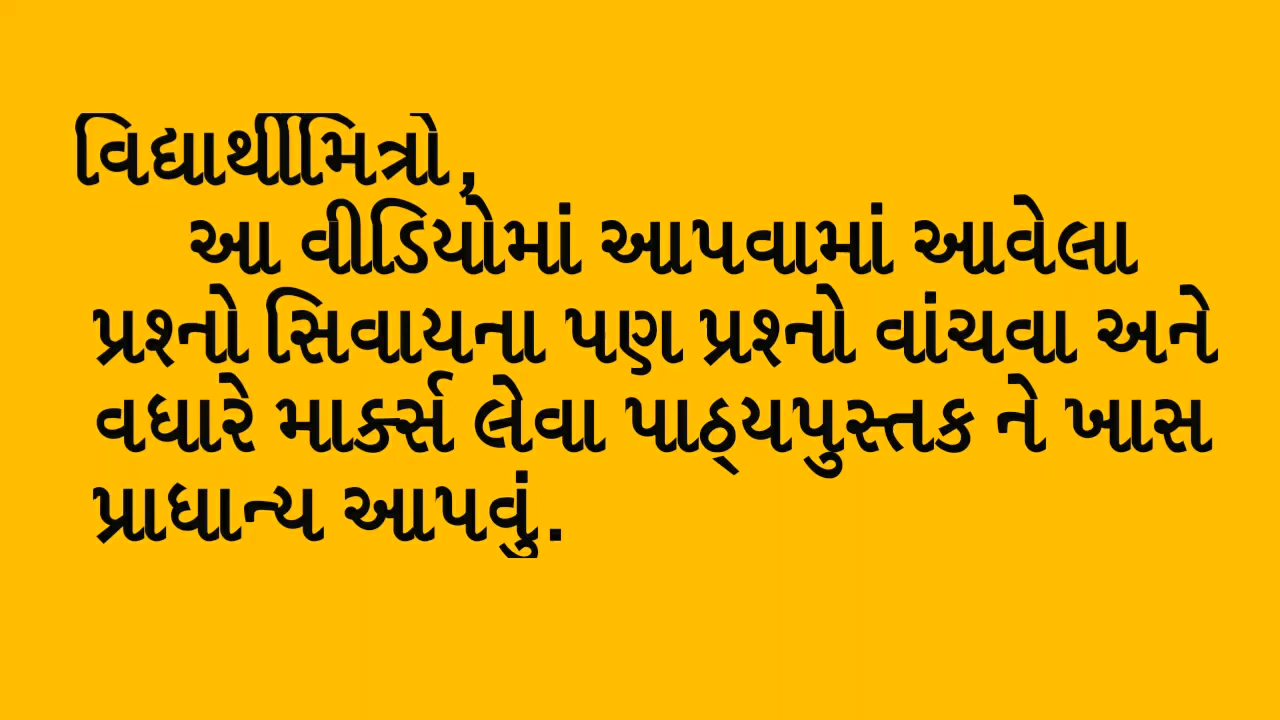 વિદ્યાર્થીમિત્રો,
આ વીડિયોમાં આપવામાં આવેલા
પ્રશ્નો સિવાયના પણ પ્રશ્નો વાંચવા અને
વધારે માર્ક્સ લેવા પાઠ્યપુસ્તક ને ખાસ
પ્રાધાન્ય આપવું.